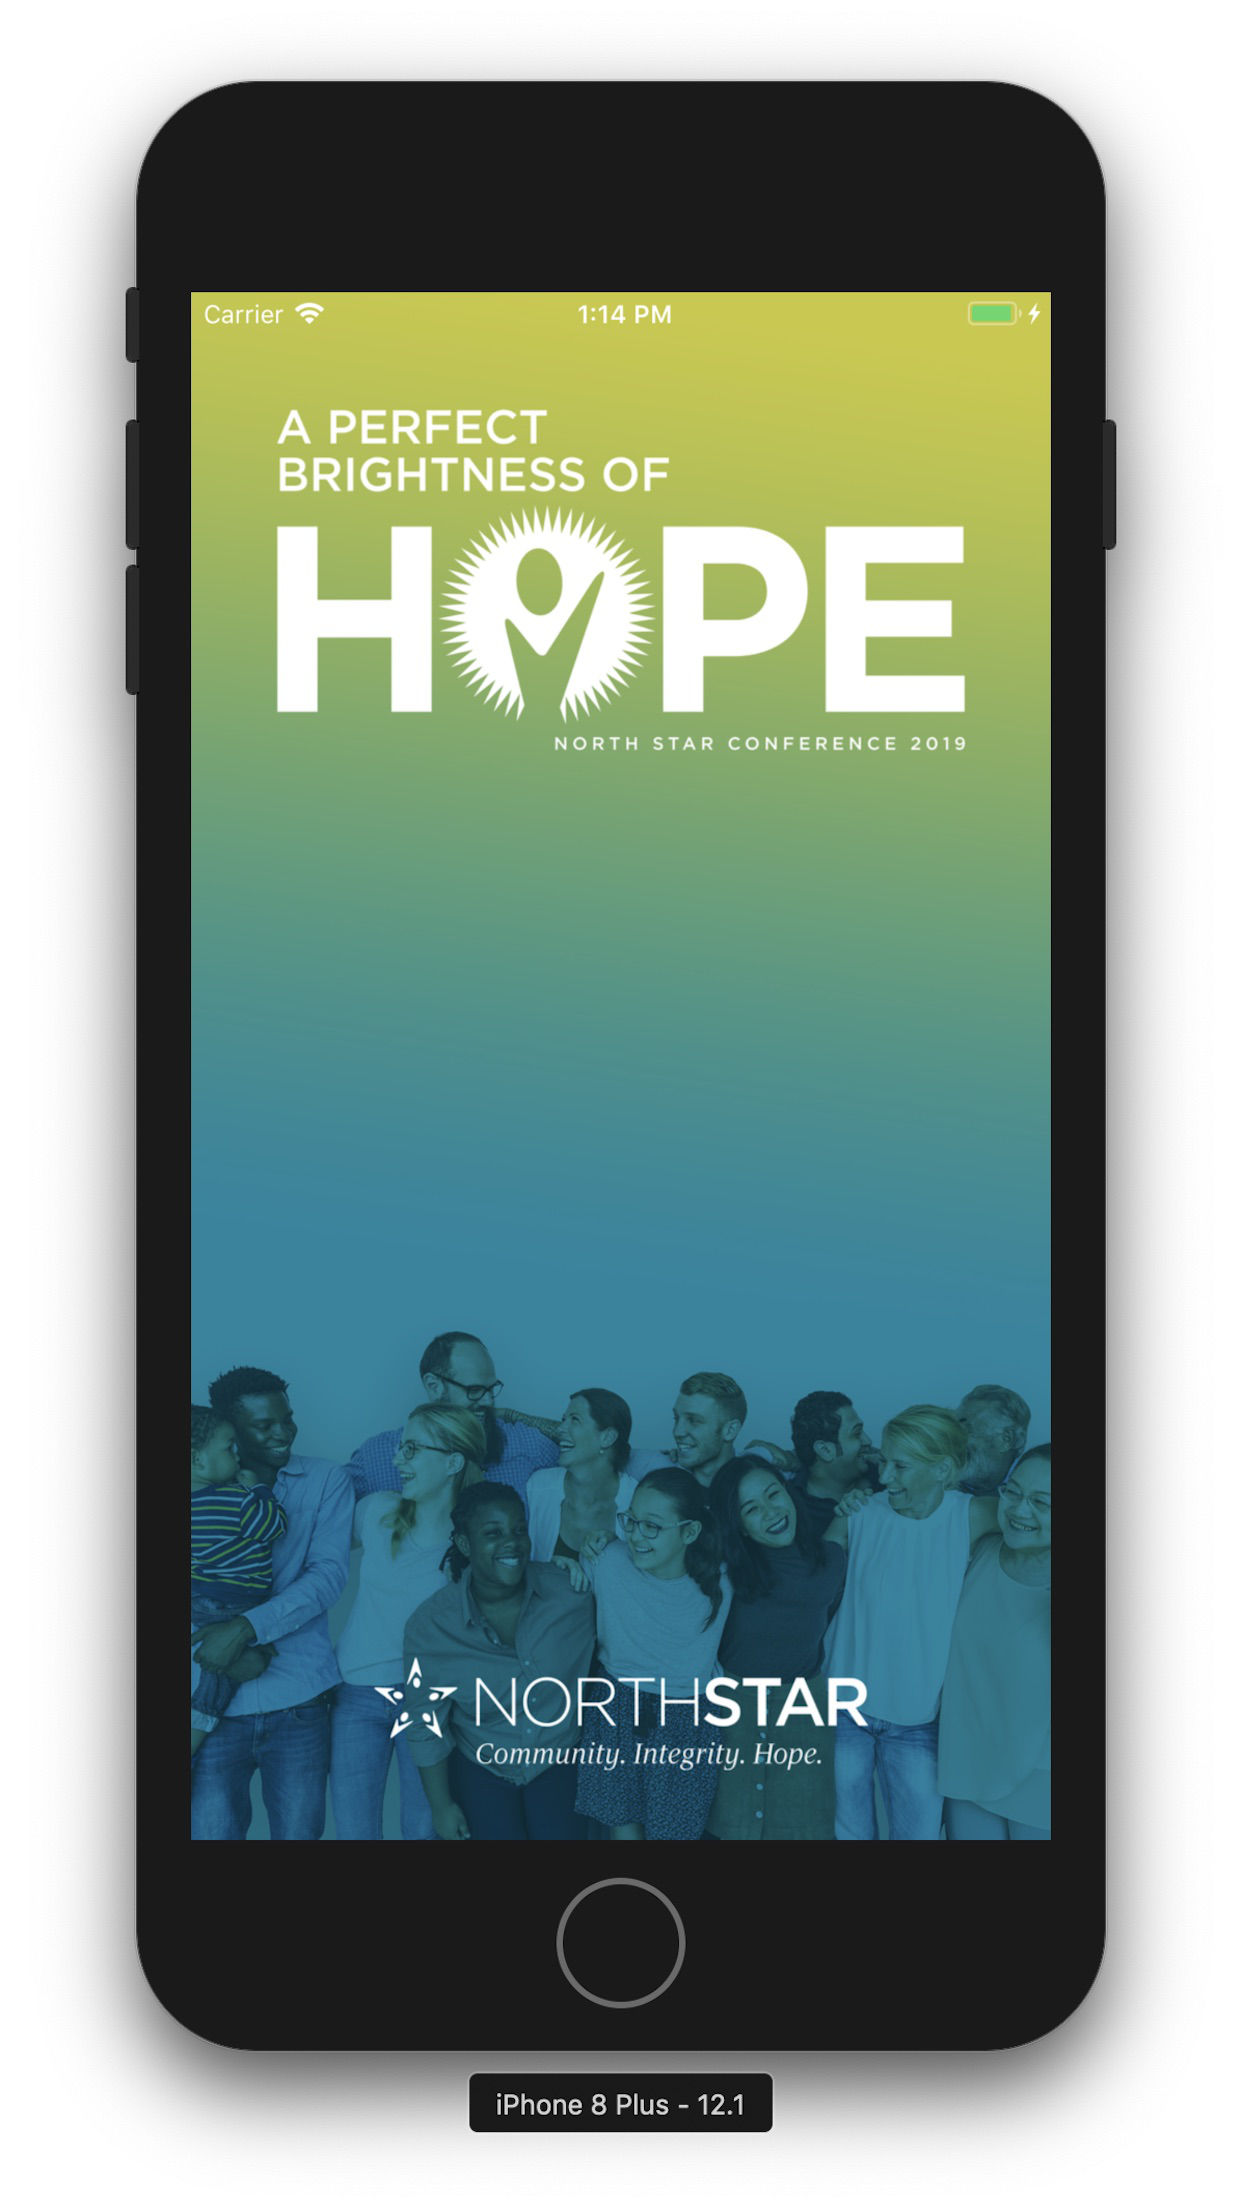 Carrier 1:14 PM
A PERFECT
BRIGHTNESS OF
HOPE
NORTH STAR CONFERENCE 2019
NORTHSTAR
Community. Integrity. Hope.
iPhone 8 Plus - 12.1